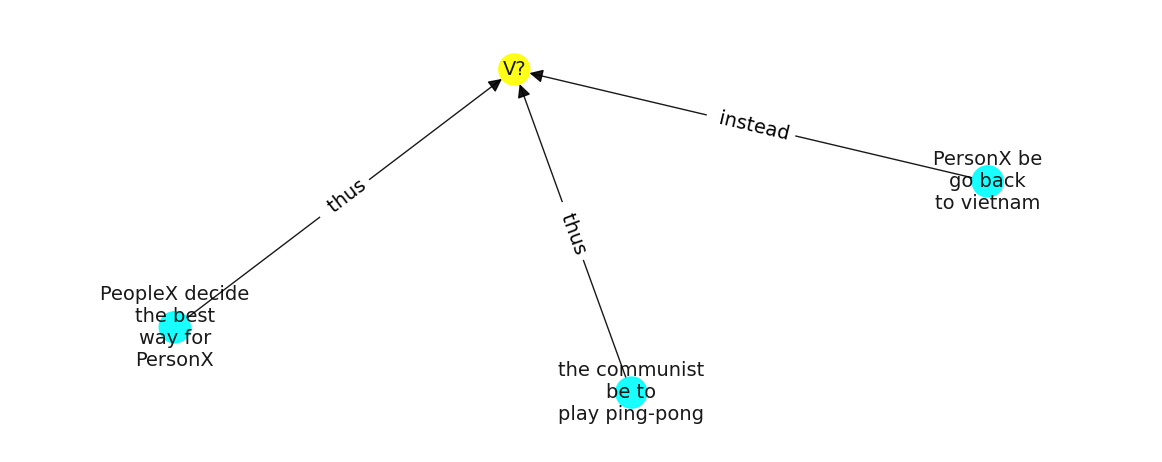 V?
instead
PersonX be
go back
to vietnam
thus
thus
PeopleX decide
the best
way for
PersonX
the communist
be to
play ping-pong